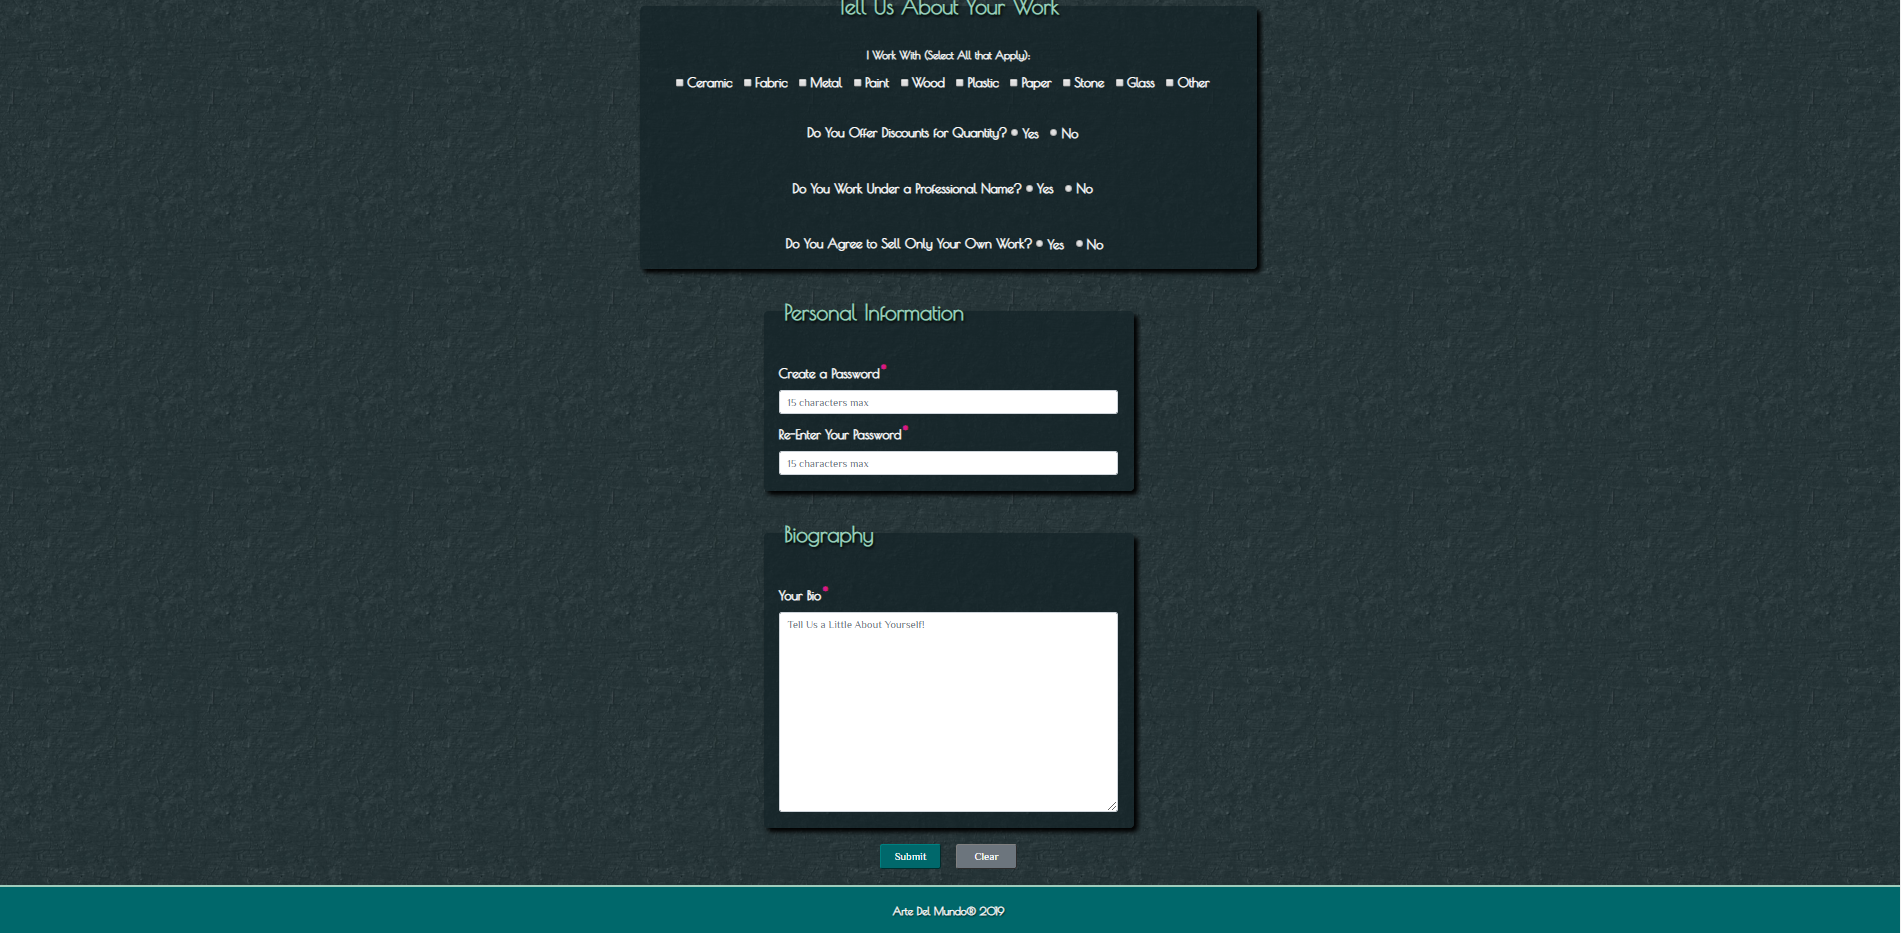 Tell Us About Your Work
I Work With (Select All that Apply):
Ceramic Fabric Metal Paint Wood Plastic Paper Stone Glass Other
Do You Offer Discounts for Quantity? Yes No
Do You Work Under a Professional Name? Yes No
Do You Agree to Sell Only Your Own Work? Yes No
Personal Information
Create a Password*
15 characters max
Re-Enter Your Password*
15 characters max
Biography
Your Bio*
Tell Us a Little About Yourself!
Submit Clear
Arte Del Mundo® 2019